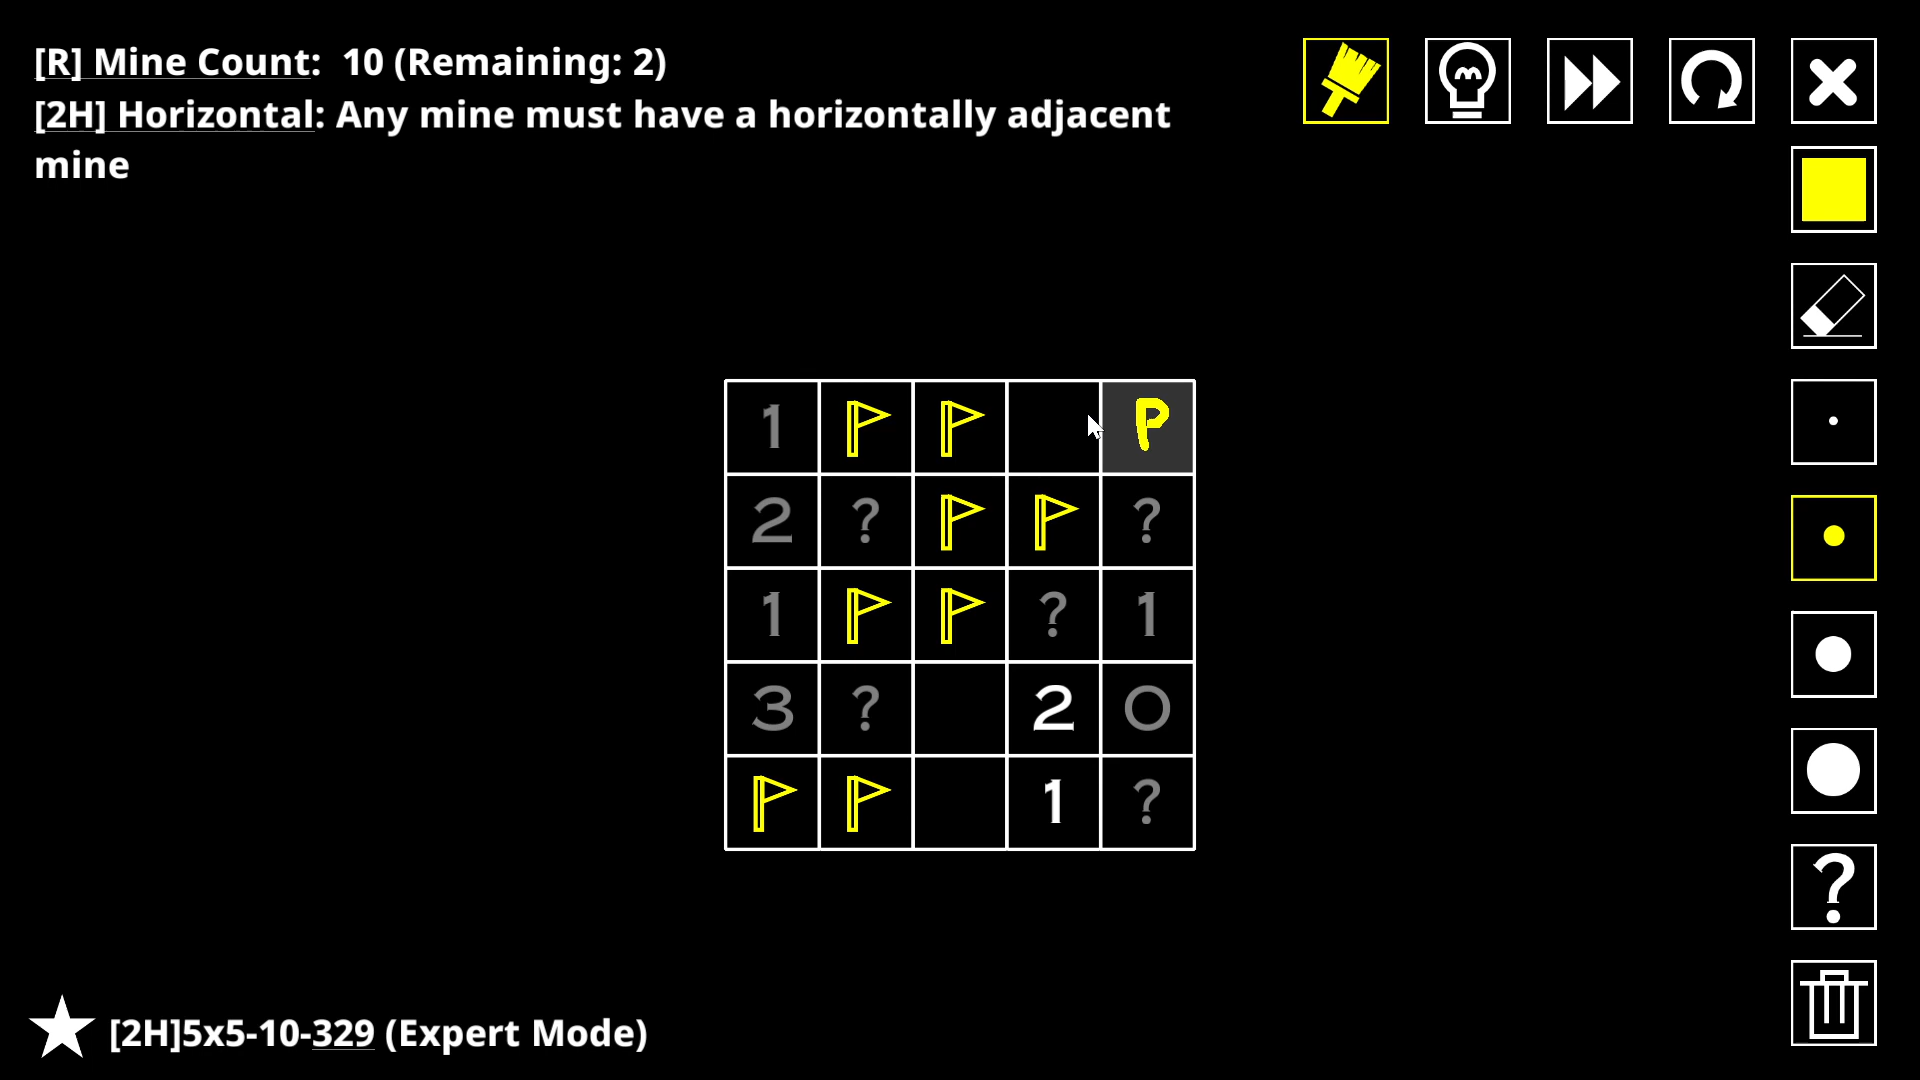 [R] Mine Count: 10 (Remaining: 2)
[2H] Horizontal: Any mine must have a horizontally adjacent
mine
1 P
2 ? ?
1 ? 1
3 ? 2 0
1 ?
?
[2H]5x5-10-329 (Expert Mode)